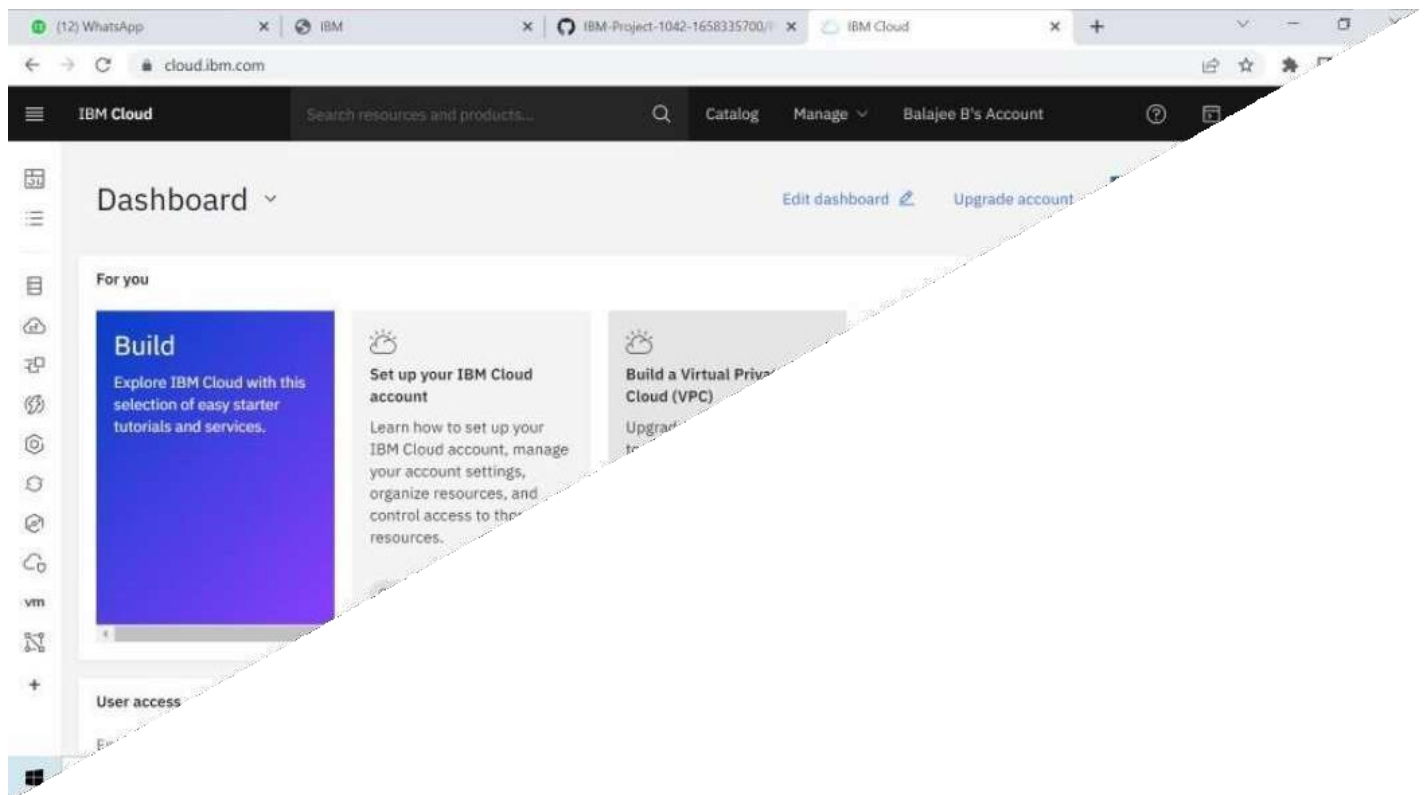 (12) WhatsApp
IBM
IBM-Project-1042-1658335700/
IBM Cloud
cloud.ibm.com
IBM Cloud
Search resources and products...
Catalog
Manage
Balajee B's Account
Dashboard
Edit dashboard
Upgrade account
For you
Build
Explore IBM Cloud with this
selection of easy starter
tutorials and services.
Set up your IBM Cloud
account
Learn how to set up your
IBM Cloud account, manage
your account settings,
organize resources, and
control access to
resources.
Build a Virtual
Cloud (VPC)
vm
User access